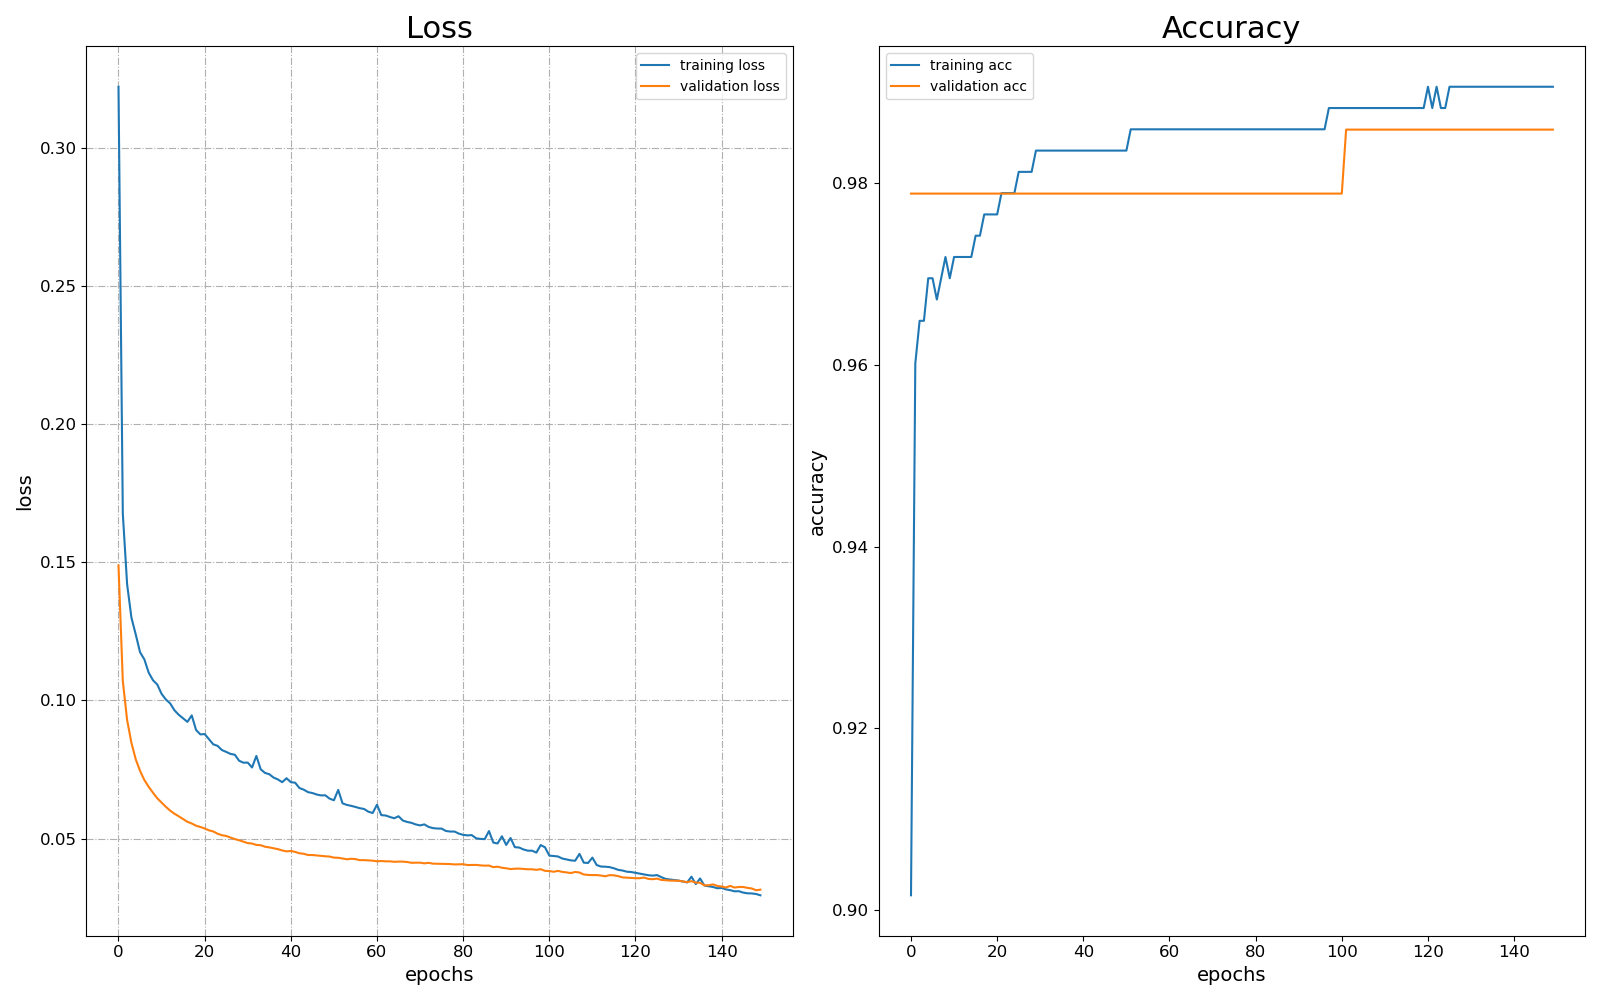 Loss
training loss
validation loss
0.30
0.25
0.20
0.15
0.10
0.05
loss
0 20 40 60 80 100 120 140
epochs
Accuracy
training acc
validation acc
0.98
0.96
0.94
0.92
0.90
accuracy
0 20 40 60 80 100 120 140
epochs